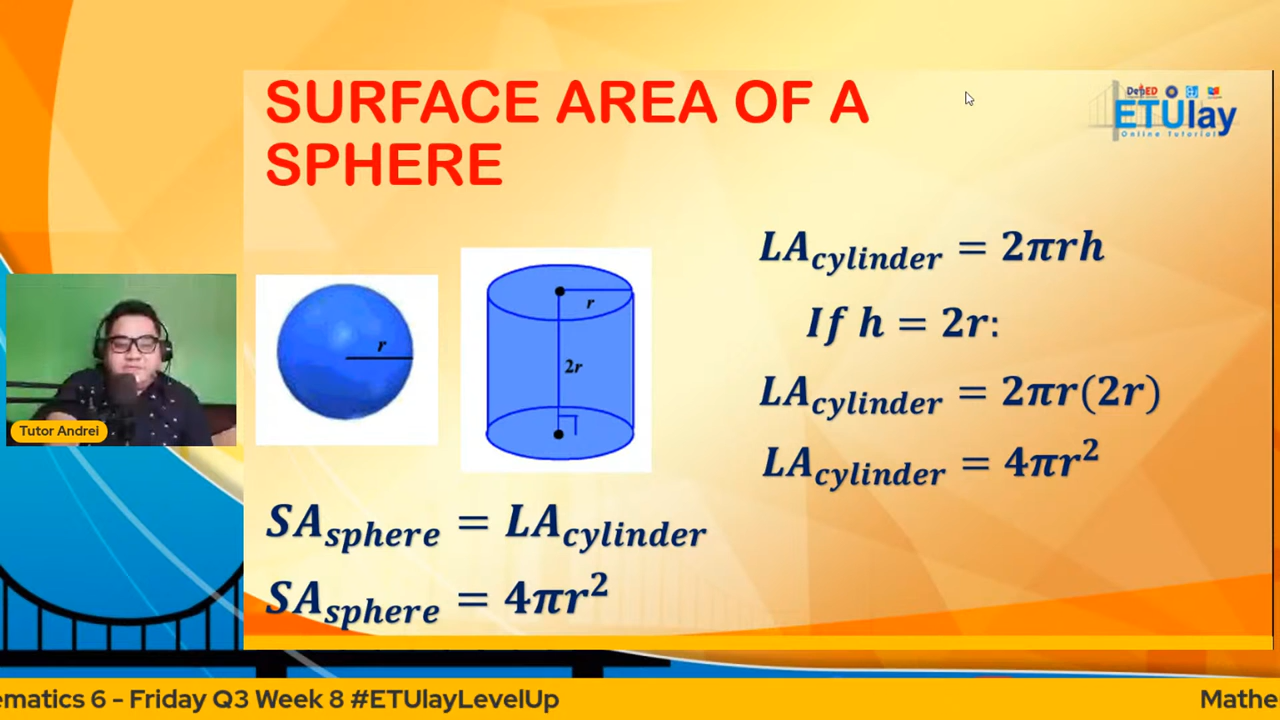 SURFACE AREA OF A
SPHERE
DepED
ETUlay
Online Tutorial
LAcylinder = 2πrh
If h = 2r:
LAcylinder = 2πr(2r)
LAcylinder = 4πr²
r
r
2r
Tutor Andrei
SAsphere = LAcylinder
SAsphere = 4πr²
ematics 6 - Friday Q3 Week 8 #ETUlayLevelUp
Mathe